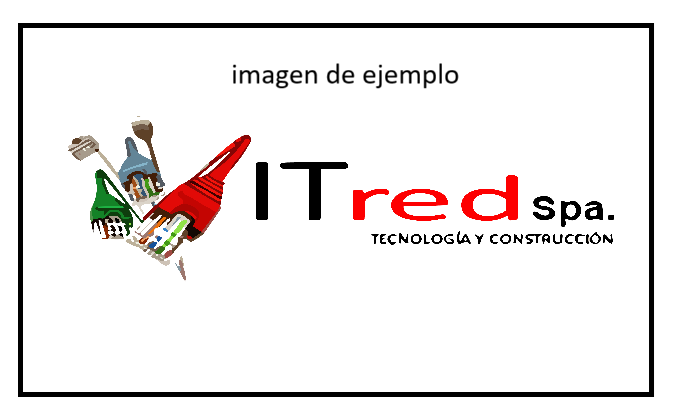 imagen de ejemplo
ITred Spa.
TECNOLOGÍA Y CONSTRUCCIÓN